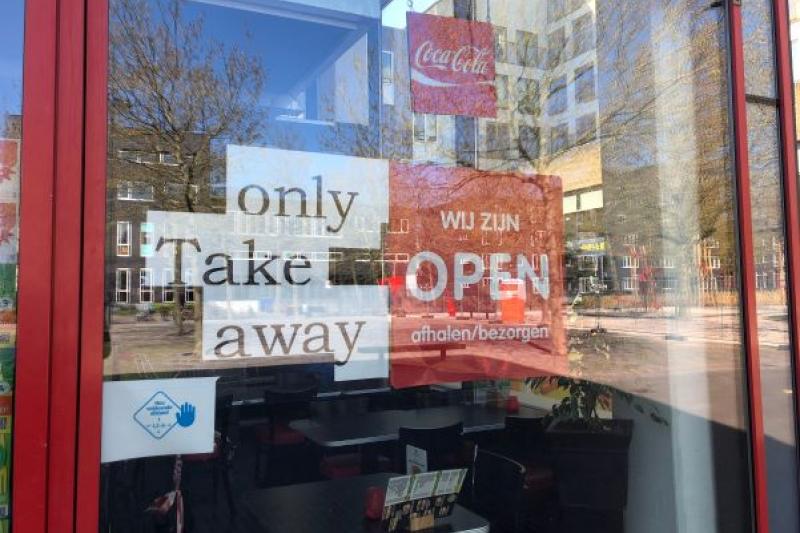 Coca-Cola
only
Take
away
WIJ ZIJN
OPEN
afhalen/bezorgen